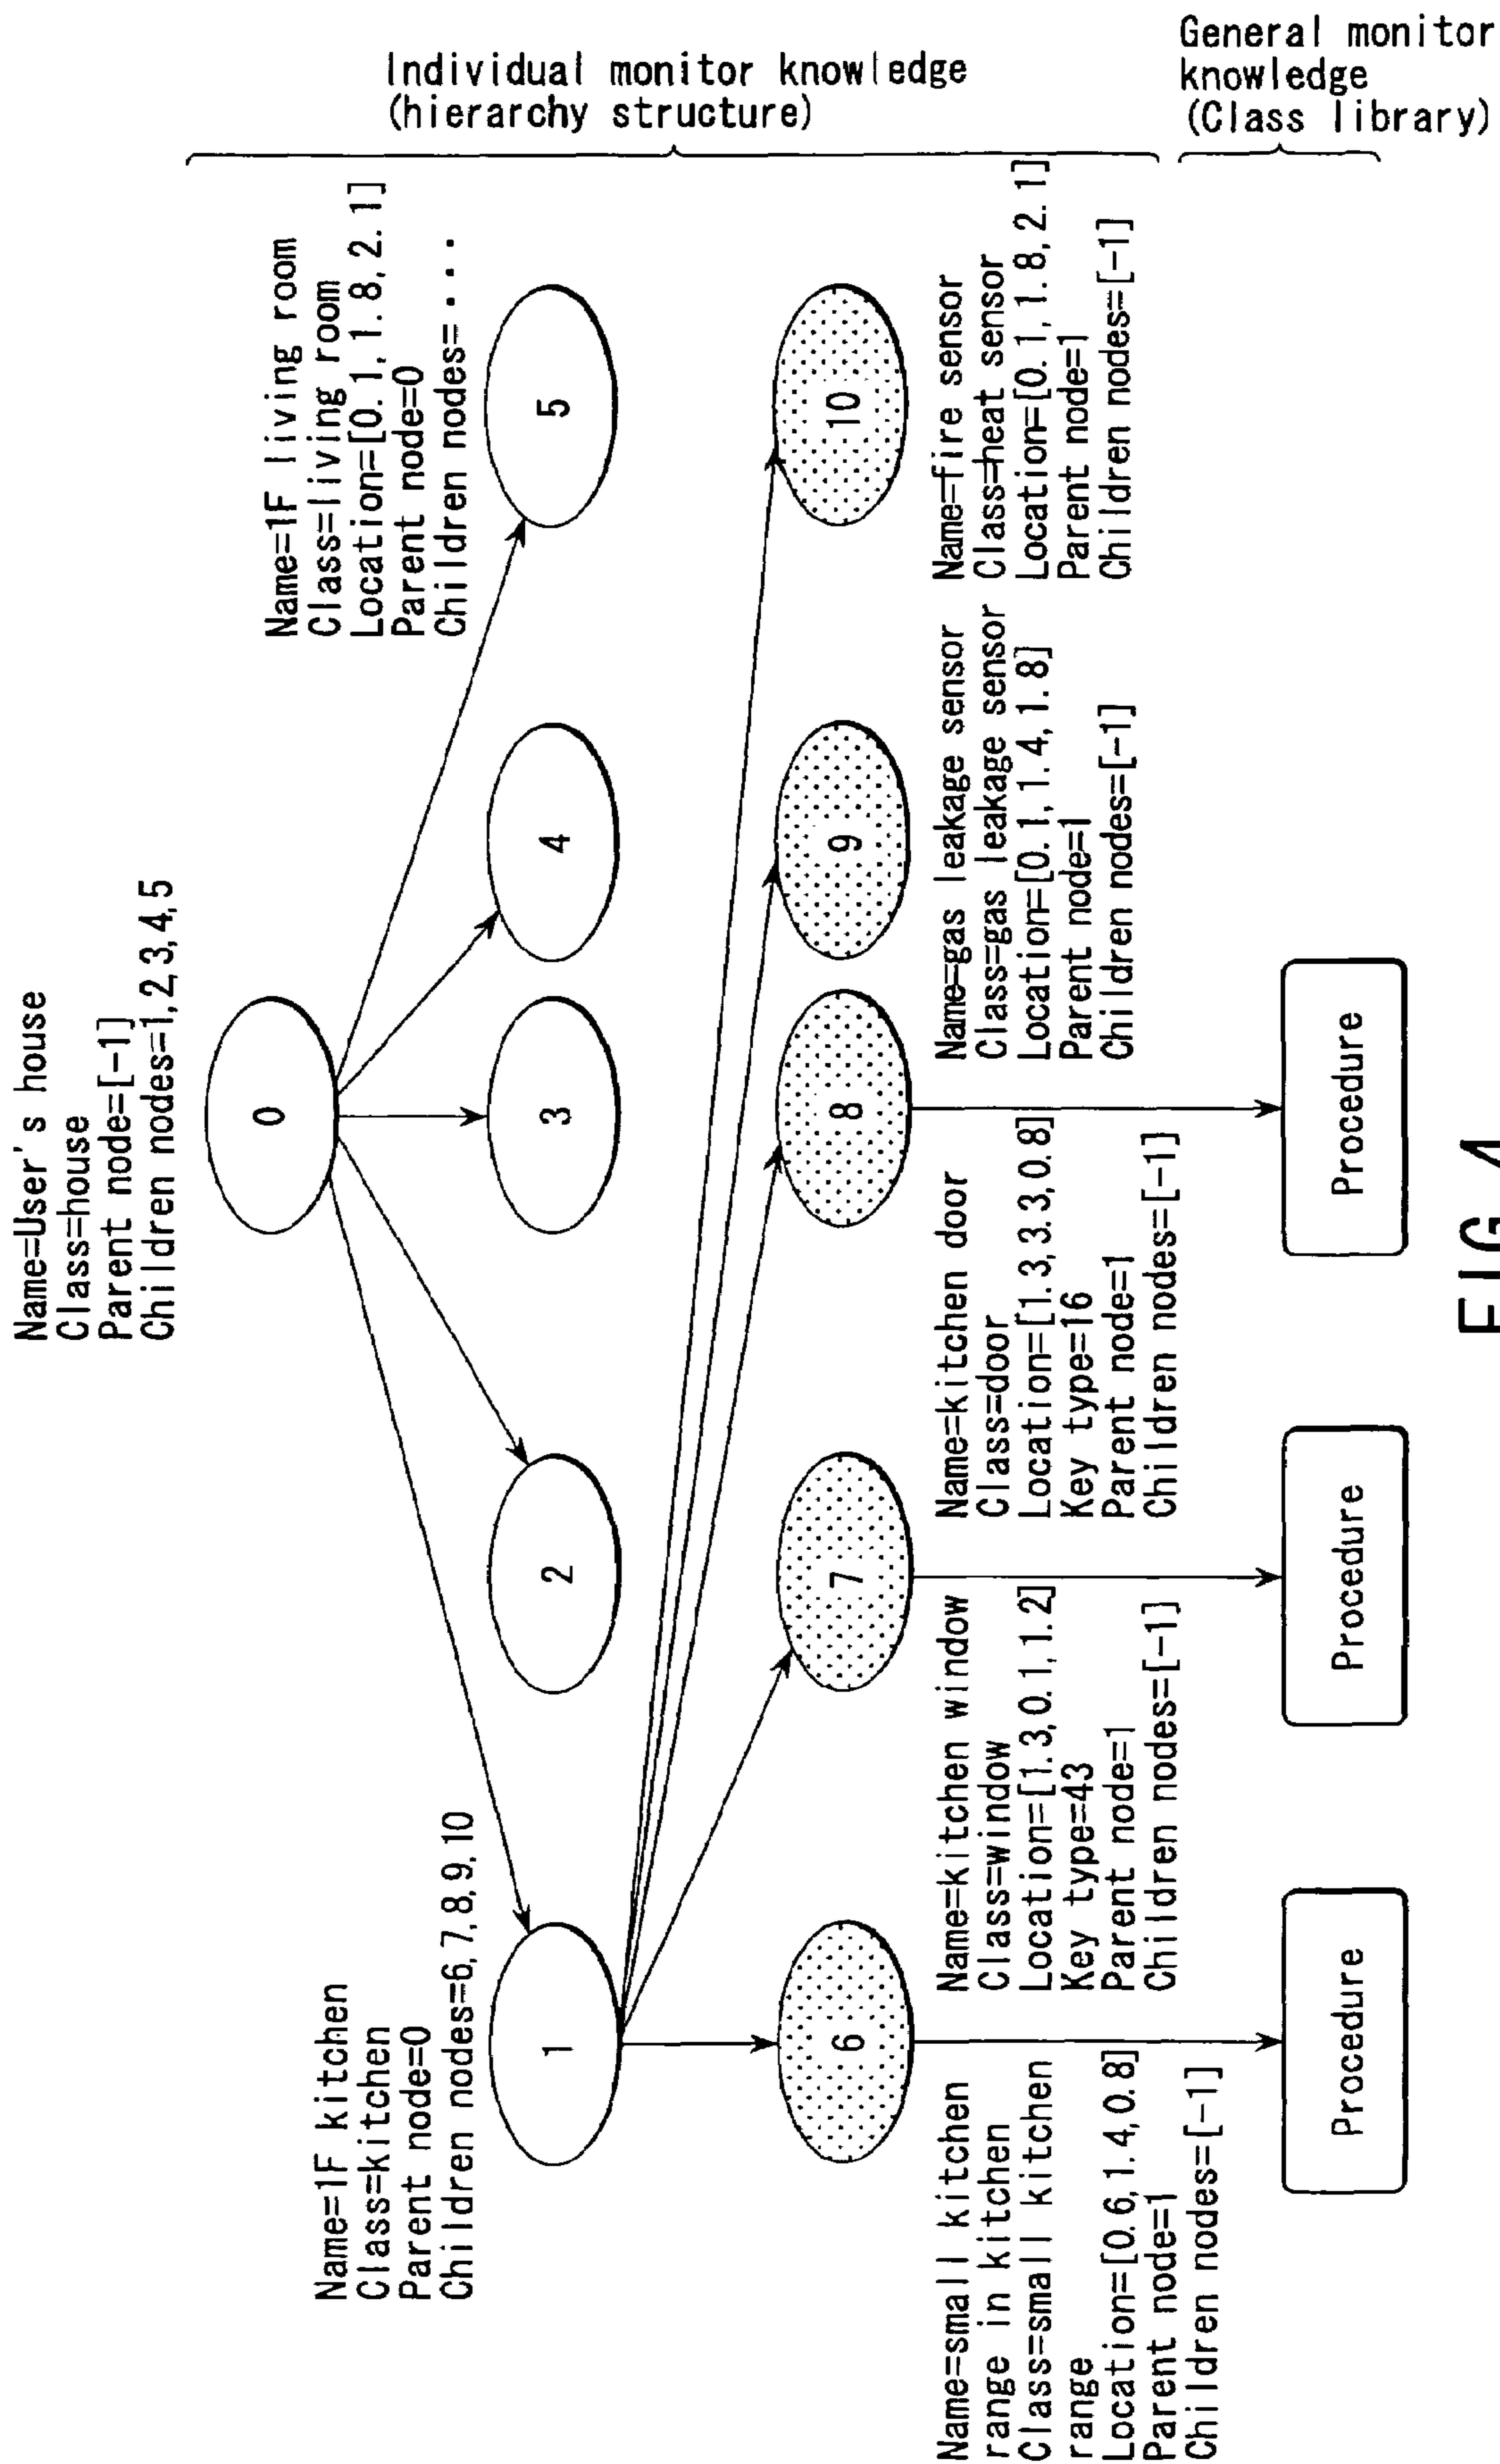 Name=User's house
Class=house
Parent node=[-1]
Children nodes=1,2,3,4,5
Individual monitor knowledge
(hierarchy structure)
General monitor
knowledge
(Class library)
0
Name=1F kitchen
Class=kitchen
Parent node=0
Children nodes=6,7,8,9,10
Name=1F living room
Class=living room
Location=[0.1,1.8,2.1]
Parent node=0
Children nodes=....
1
2
3
4
5
6
7
8
9
10
Name=small kitchen
range in kitchen
Class=small kitchen
range
Location=[0.6,1.4,0.8]
Parent node=1
Children nodes=[-1]
Name=kitchen window
Class=window
Location=[1.3,0.1,1.2]
Key type=43
Parent node=1
Children nodes=[-1]
Name=kitchen door
Class=door
Location=[1.3,3.3,0.8]
Key type=16
Parent node=1
Children nodes=[-1]
Name=gas leakage sensor
Class=gas leakage sensor
Location=[0.1,1.4,1.8]
Parent node=1
Children nodes=[-1]
Name=fire sensor
Class=heat sensor
Location=[0.1,1.8,2.1]
Parent node=1
Children nodes=[-1]
Procedure
Procedure
Procedure
FIG.4